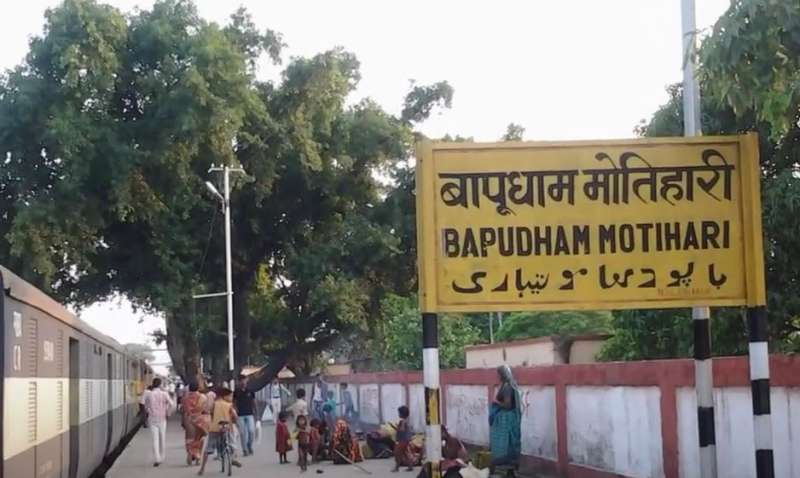 बापूधाम मोतिहारी
BAPUDHAM MOTIHARI
باپودھام موتیہاری